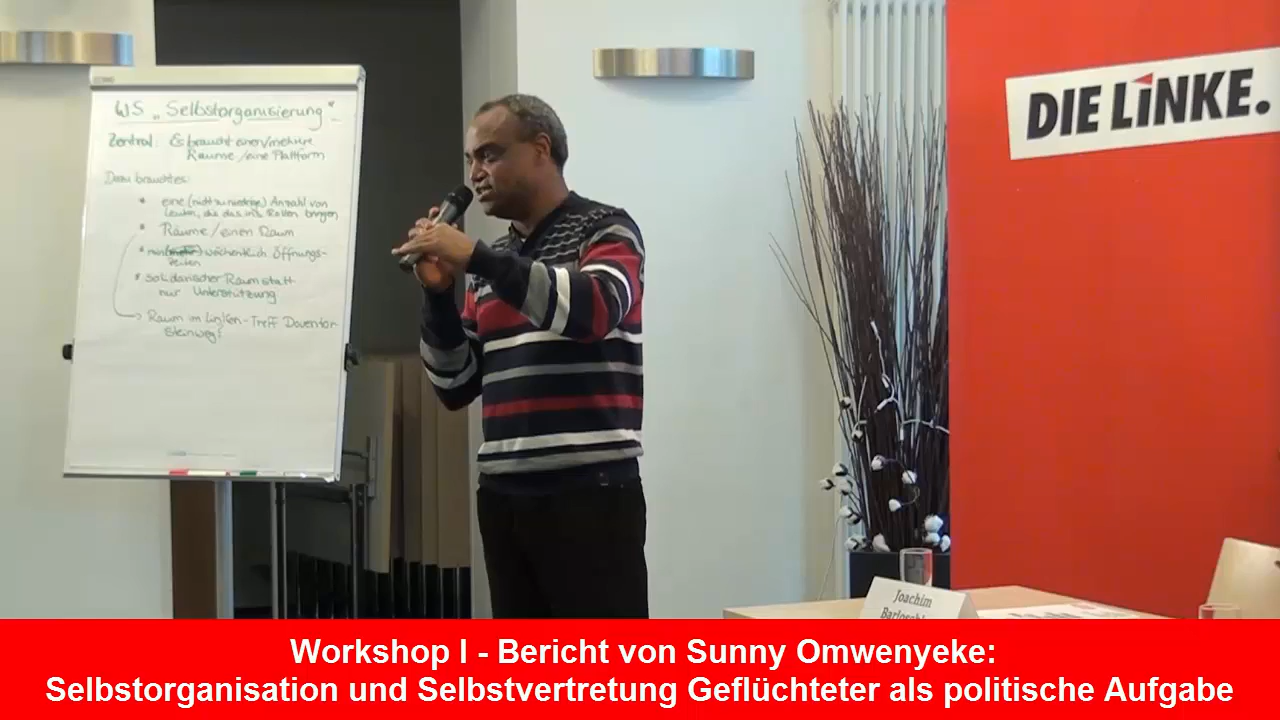 WS „Selbstorganisierung"
Zentral: Es braucht einen/mehrere
Räume/eine Plattform
Dazu braucht es:
* eine (nicht zu niedrige) Anzahl von
Leuten, die das ins Rollen bringen
* Räume/einen Raum
* wöchentlich Öffnungs-
zeiten
* solidarischer Raum statt
nur Unterstützung
→ Raum im Linken-Treff
Steinweg?
DIE LiNKE.
Joachim
Workshop I - Bericht von Sunny Omwenyeke:
Selbstorganisation und Selbstvertretung Geflüchteter als politische Aufgabe